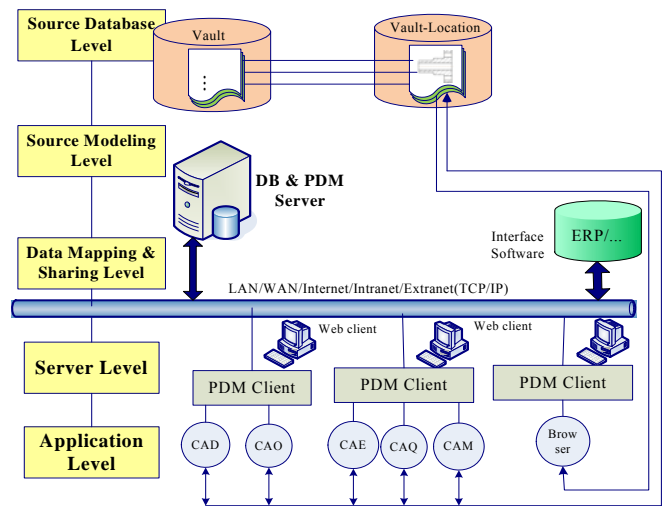 Source Database
Level
Vault
Vault-Location
⋮
Source Modeling
Level
DB & PDM
Server
Data Mapping &
Sharing Level
Interface
Software
ERP/...
LAN/WAN/Internet/Intranet/Extranet(TCP/IP)
Web client
Web client
Server Level
PDM Client
PDM Client
PDM Client
Application
Level
CAD
CAO
CAE
CAQ
CAM
Brow
ser